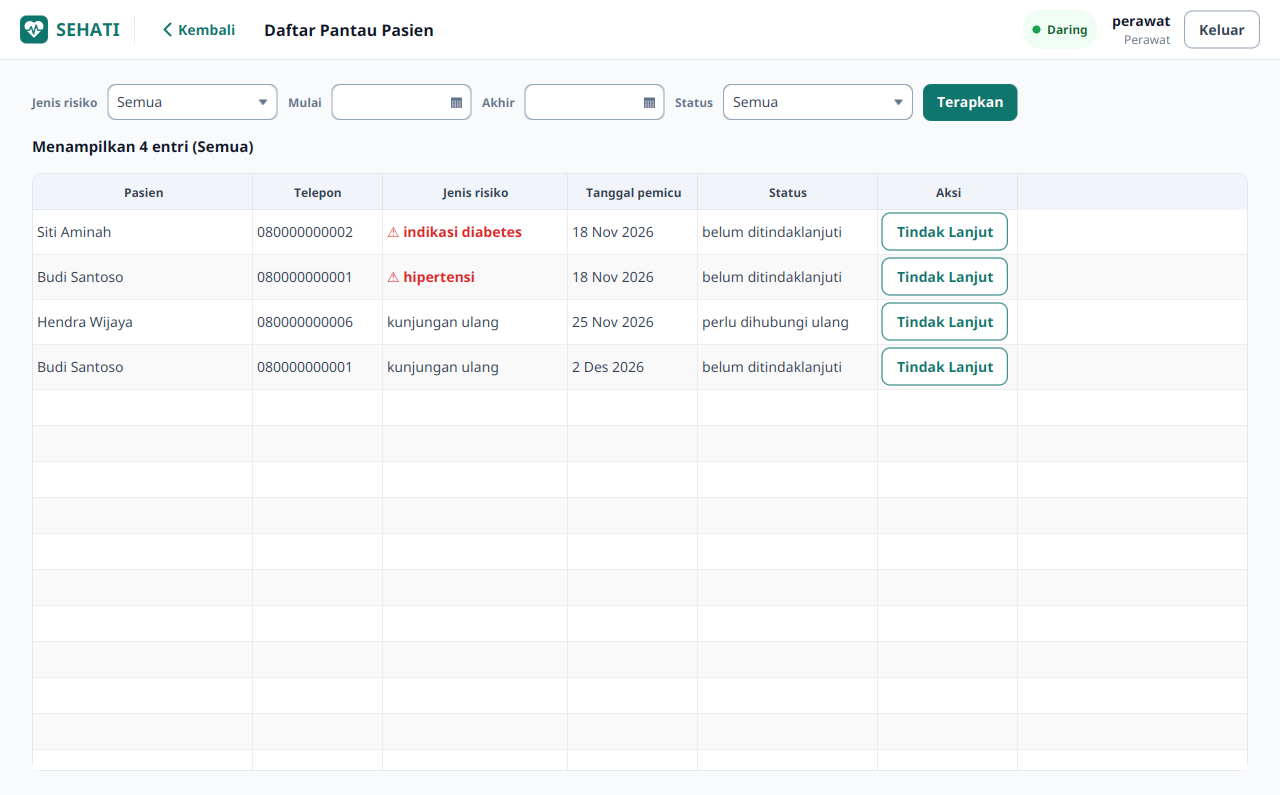 SEHATI
Kembali
Daftar Pantau Pasien
Daring
perawat
Perawat
Keluar
Jenis risiko
Semua
Mulai
Akhir
Status
Semua
Terapkan
Menampilkan 4 entri (Semua)
Pasien Telepon Jenis risiko Tanggal pemicu Status Aksi
Siti Aminah 080000000002 ⚠ indikasi diabetes 18 Nov 2026 belum ditindaklanjuti Tindak Lanjut
Budi Santoso 080000000001 ⚠ hipertensi 18 Nov 2026 belum ditindaklanjuti Tindak Lanjut
Hendra Wijaya 080000000006 kunjungan ulang 25 Nov 2026 perlu dihubungi ulang Tindak Lanjut
Budi Santoso 080000000001 kunjungan ulang 2 Des 2026 belum ditindaklanjuti Tindak Lanjut